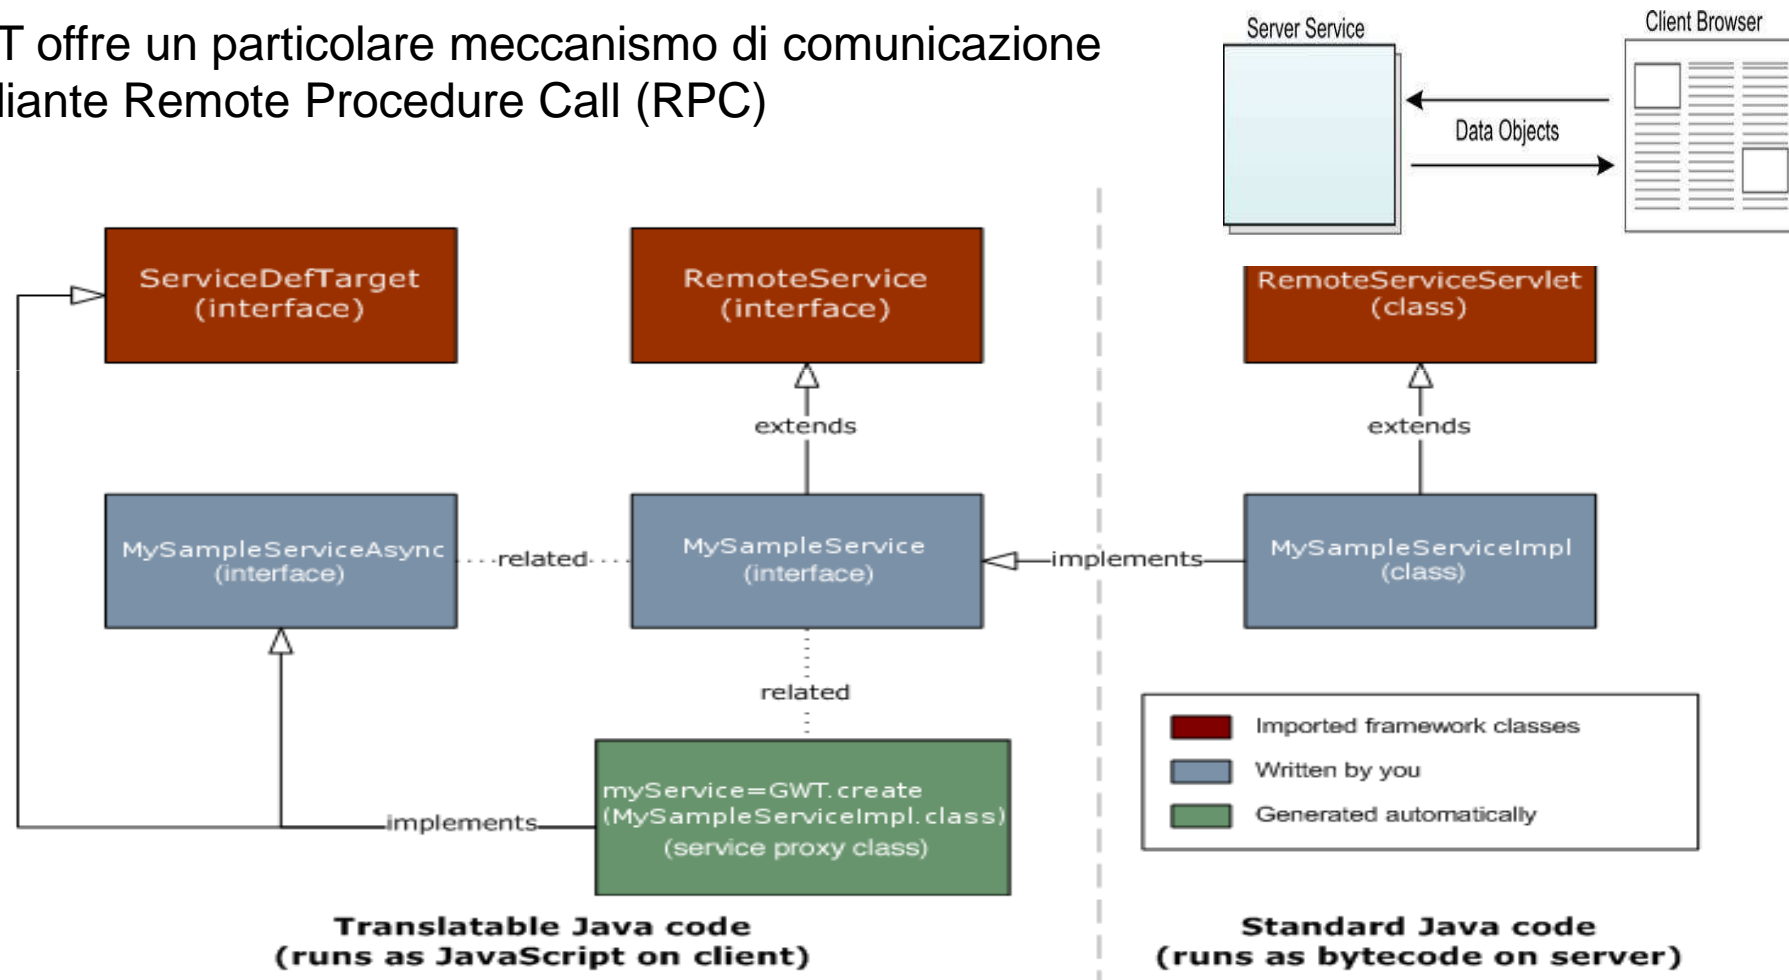 T offre un particolare meccanismo di comunicazione
diante Remote Procedure Call (RPC)
Server Service
Client Browser
Data Objects
ServiceDefTarget
(interface)
RemoteService
(interface)
RemoteServiceServlet
(class)
extends
extends
MySampleServiceAsync
(interface)
related
MySampleService
(interface)
implements
MySampleServiceImpl
(class)
related
myService=GWT.create
(MySampleServiceImpl.class)
(service proxy class)
implements
Imported framework classes
Written by you
Generated automatically
Translatable Java code
(runs as JavaScript on client)
Standard Java code
(runs as bytecode on server)